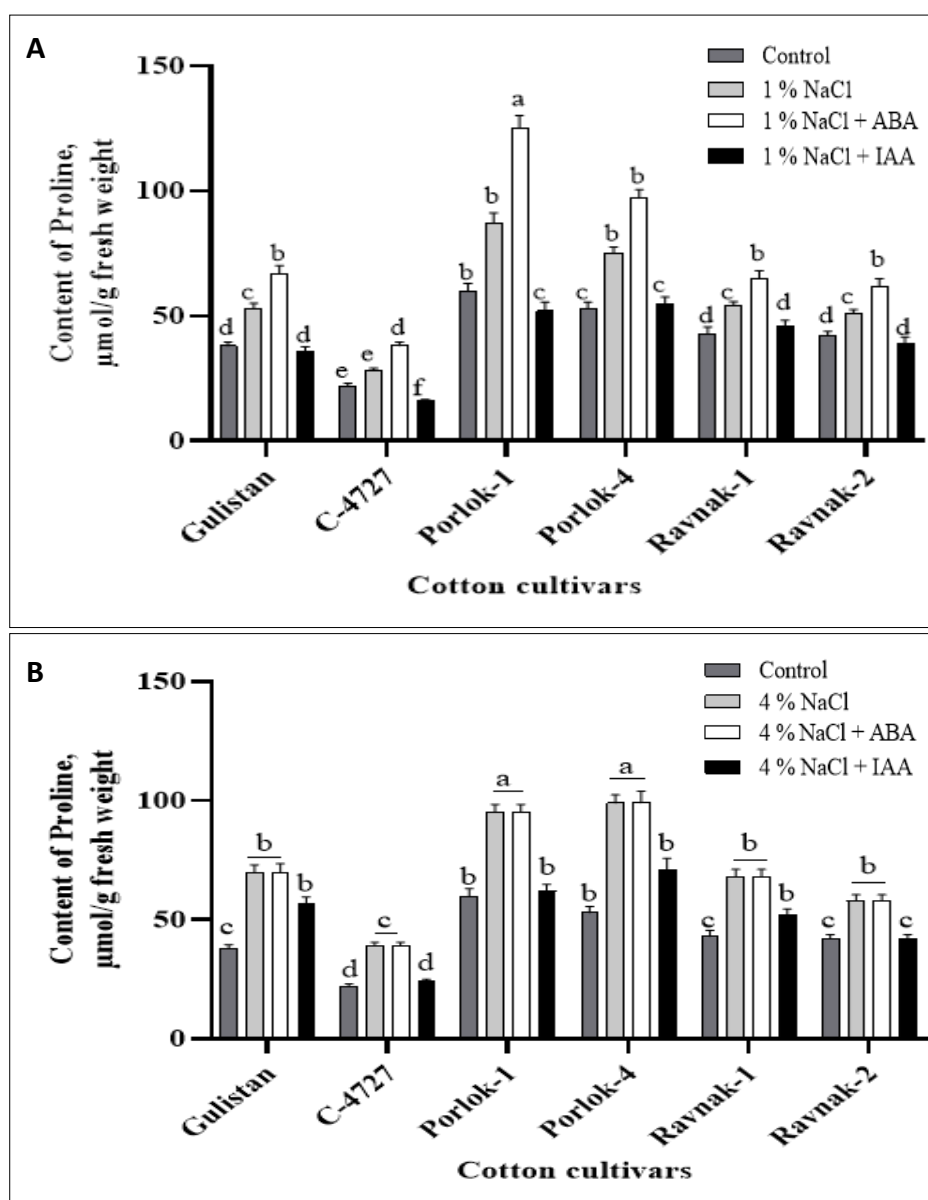 A
Control
1 % NaCl
1 % NaCl + ABA
1 % NaCl + IAA
Content of Proline,
µmol/g fresh weight
150
100
50
0
d c b d
e e d f
b b a c
c b b c
d c b d
d c b d
Gulistan
C-4727
Porlok-1
Porlok-4
Ravnak-1
Ravnak-2
Cotton cultivars
B
Control
4 % NaCl
4 % NaCl + ABA
4 % NaCl + IAA
Content of Proline,
µmol/g fresh weight
150
100
50
0
c b b
d c d
b a b
b a b
c b b
c b c
Gulistan
C-4727
Porlok-1
Porlok-4
Ravnak-1
Ravnak-2
Cotton cultivars